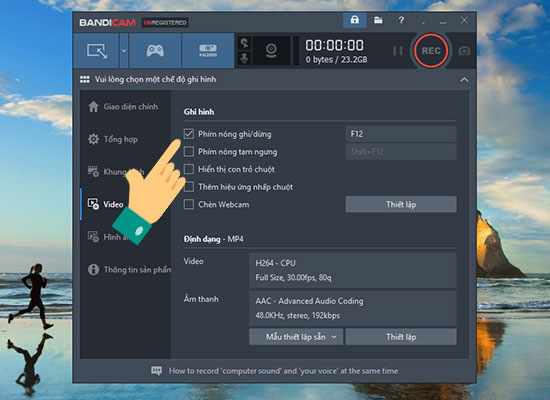 BANDICAM UNREGISTERED
HDMI
00:00:00
0 bytes / 23.2GB
REC
Vui lòng chọn một chế độ ghi hình
Giao diện chính
Tổng hợp
Khung
Video
Hình
Thông tin sản phẩm
Ghi hình
Phím nóng ghi/dừng F12
Phím nóng tạm ngưng Shift+F12
Hiển thị con trỏ chuột
Thêm hiệu ứng nhấp chuột
Chèn Webcam Thiết lập
Định dạng - MP4
Video H264 - CPU
Full Size, 30.00fps, 80q
Âm thanh AAC - Advanced Audio Coding
48.0KHz, stereo, 192kbps
Mẫu thiết lập sẵn Thiết lập
How to record 'computer sound' and 'your voice' at the same time